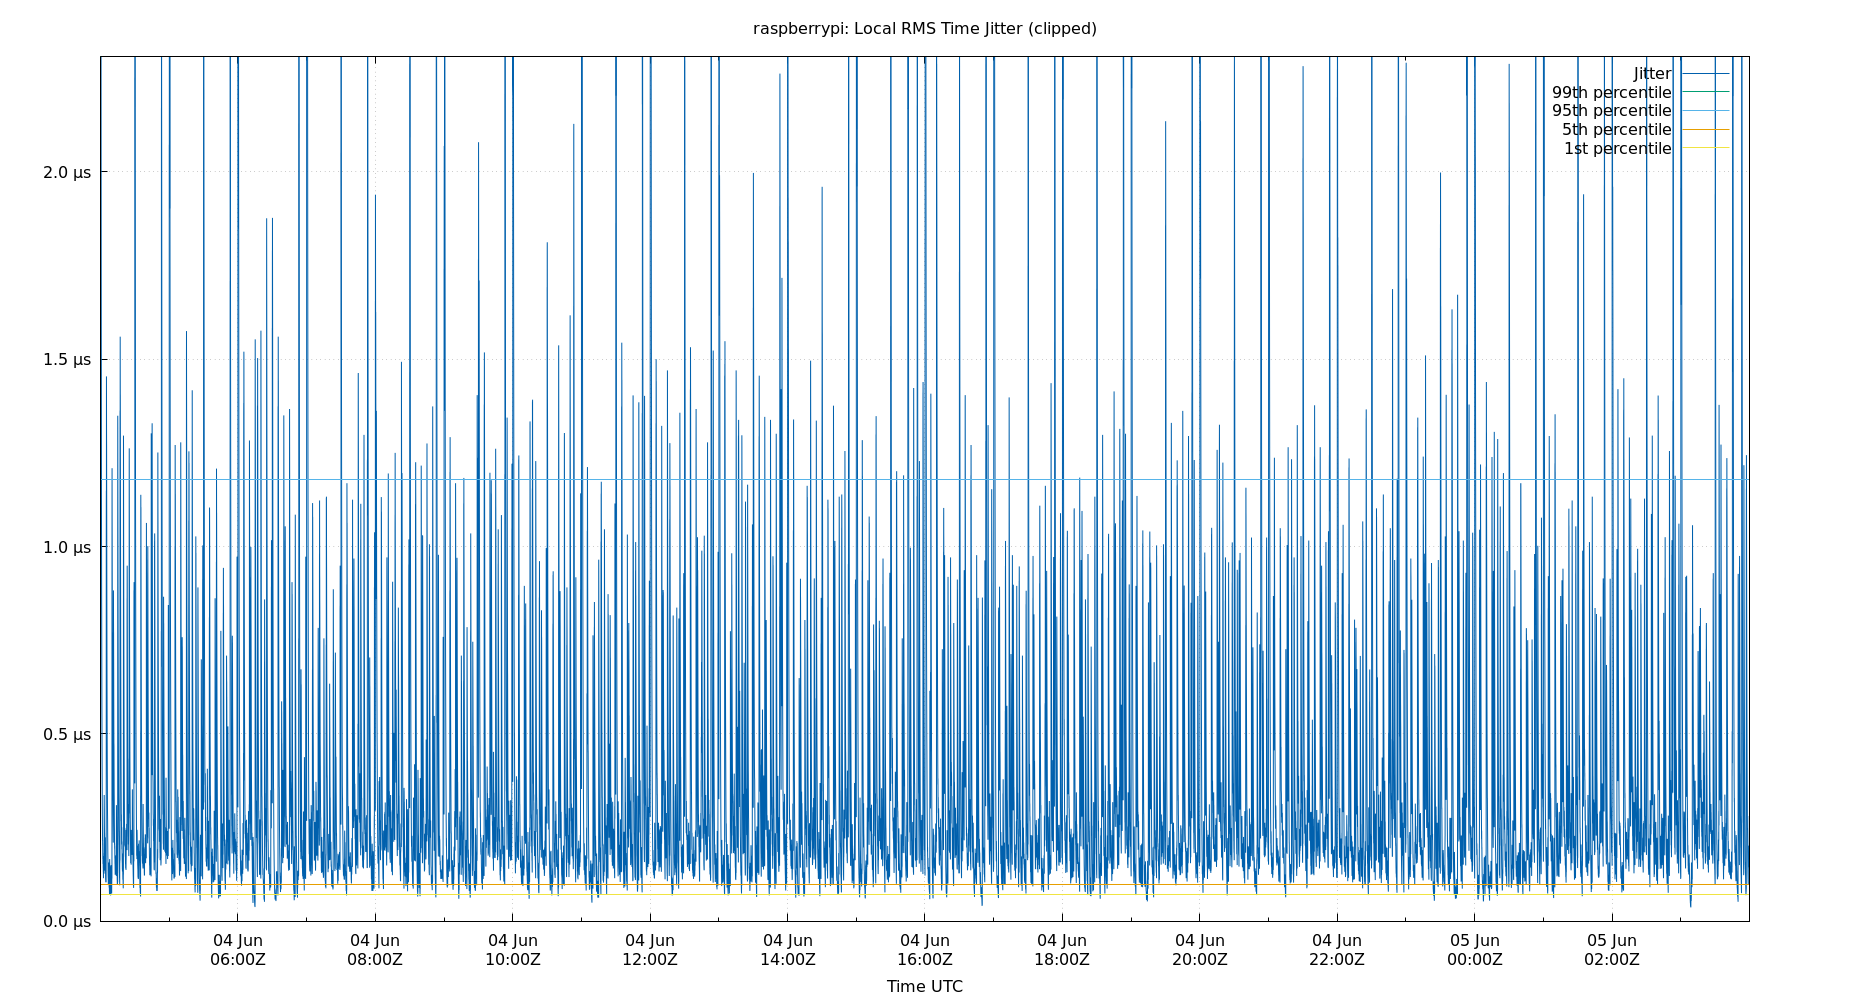 raspberrypi: Local RMS Time Jitter (clipped)
Jitter
99th percentile
95th percentile
5th percentile
1st percentile
2.0 µs
1.5 µs
1.0 µs
0.5 µs
0.0 µs
04 Jun 04 Jun 04 Jun 04 Jun 04 Jun 04 Jun 04 Jun 04 Jun 04 Jun 05 Jun 05 Jun
06:00Z 08:00Z 10:00Z 12:00Z 14:00Z 16:00Z 18:00Z 20:00Z 22:00Z 00:00Z 02:00Z
Time UTC